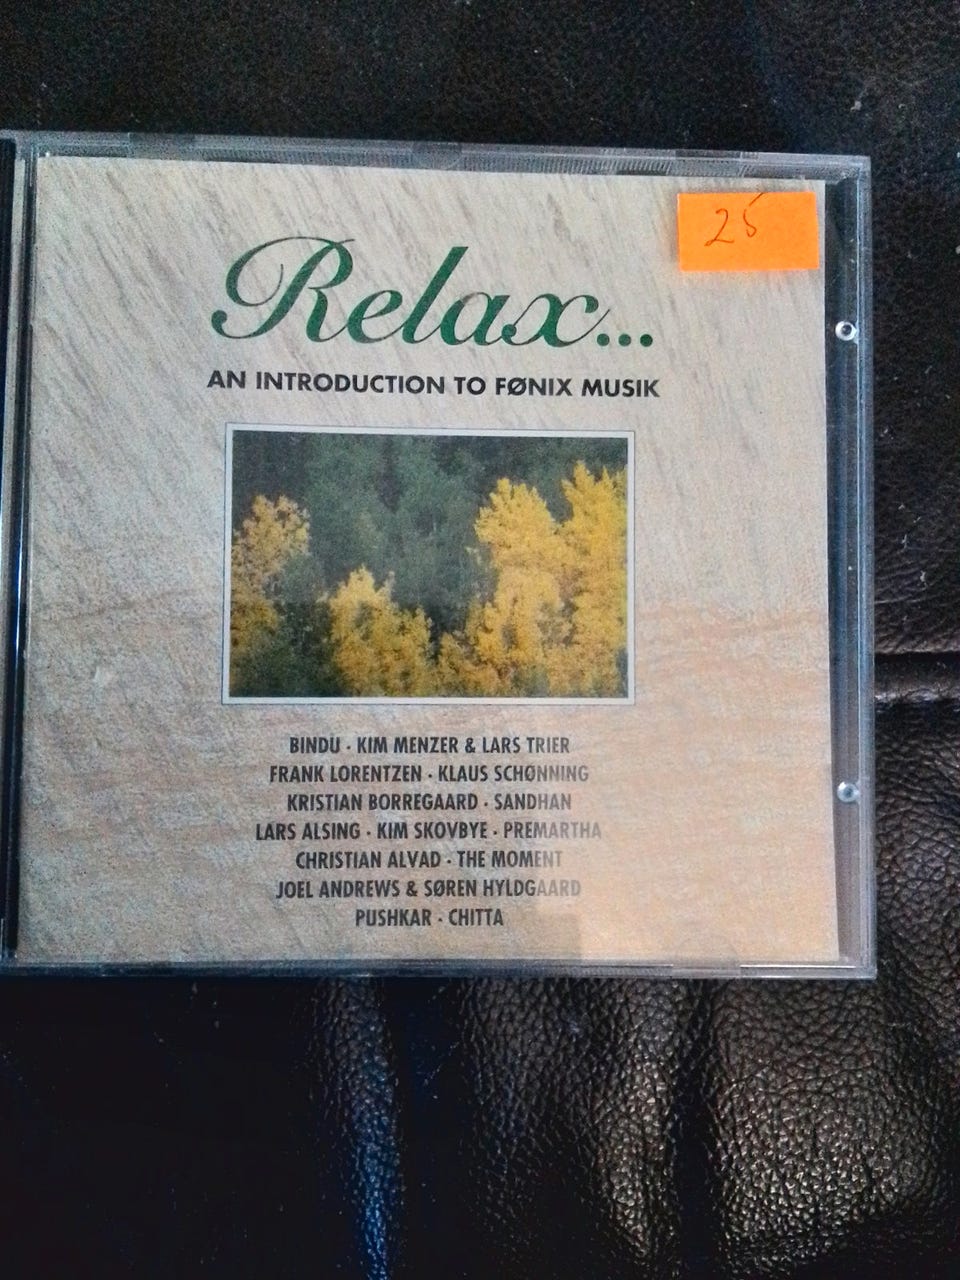 25
Relax...
AN INTRODUCTION TO FØNIX MUSIK
BINDU · KIM MENZER & LARS TRIER
FRANK LORENTZEN · KLAUS SCHØNNING
KRISTIAN BORREGAARD · SANDHAN
LARS ALSING · KIM SKOVBYE · PREMARTHA
CHRISTIAN ALVAD · THE MOMENT
JOEL ANDREWS & SØREN HYLDGAARD
PUSHKAR · CHITTA